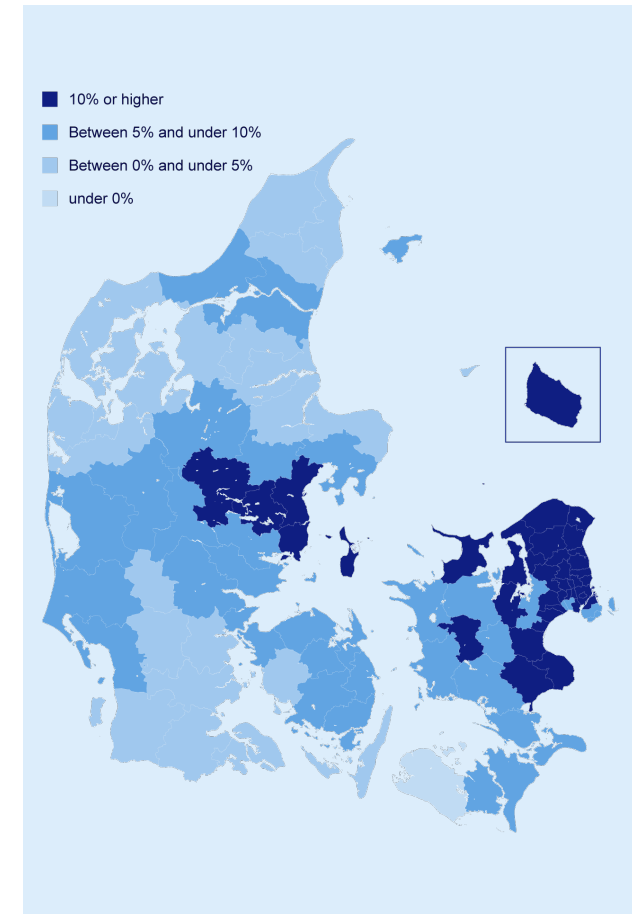 10% or higher
Between 5% and under 10%
Between 0% and under 5%
under 0%